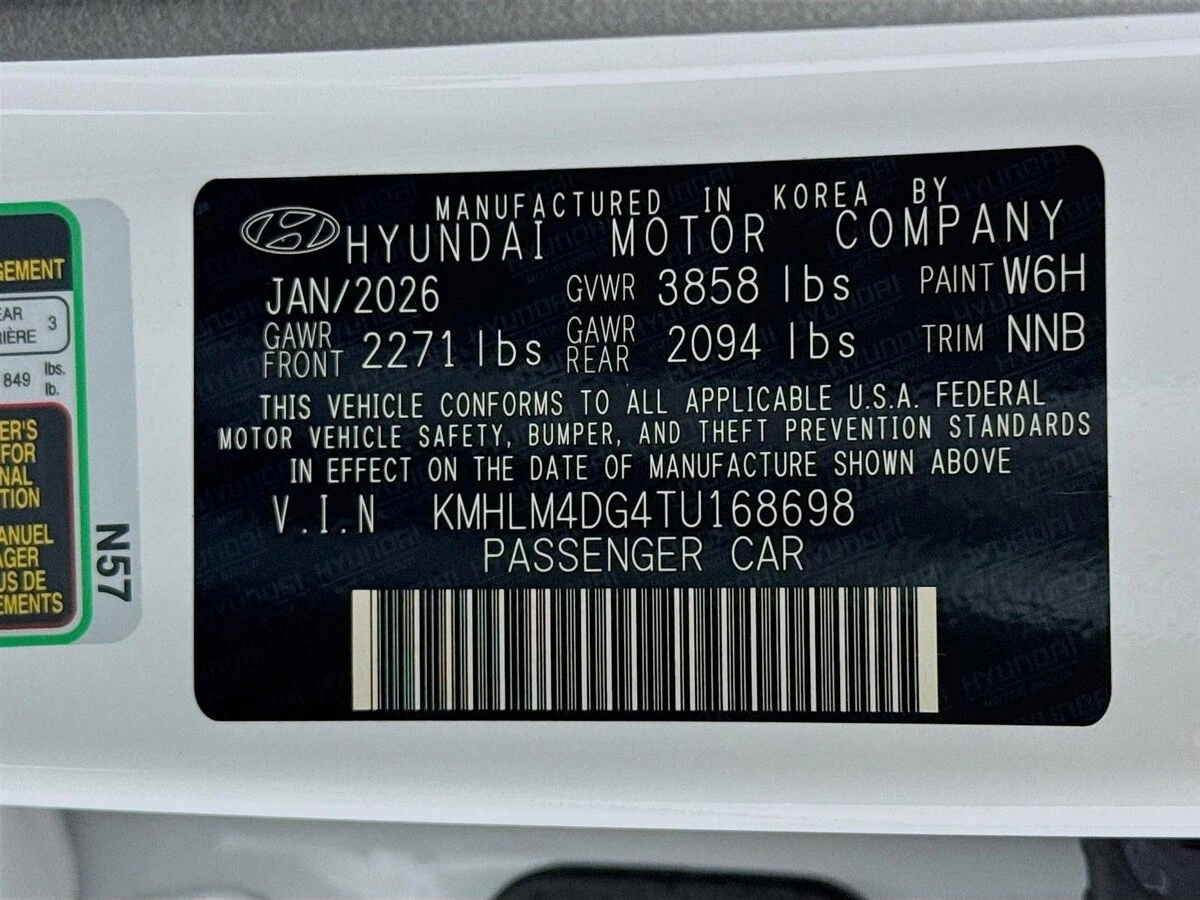 MANUFACTURED IN KOREA BY
HYUNDAI MOTOR COMPANY
JAN/2026 GVWR 3858 lbs PAINT W6H
GAWR FRONT 2271 lbs GAWR REAR 2094 lbs TRIM NNB
THIS VEHICLE CONFORMS TO ALL APPLICABLE U.S.A. FEDERAL
MOTOR VEHICLE SAFETY, BUMPER, AND THEFT PREVENTION STANDARDS
IN EFFECT ON THE DATE OF MANUFACTURE SHOWN ABOVE
V.I.N KMHLM4DG4TU168698
PASSENGER CAR
GEMENT
EAR
IÈRE 3
849 lbs.
lb.
ER'S
FOR
NAL
TION
ANUEL
AGER
US DE
EMENTS
N57